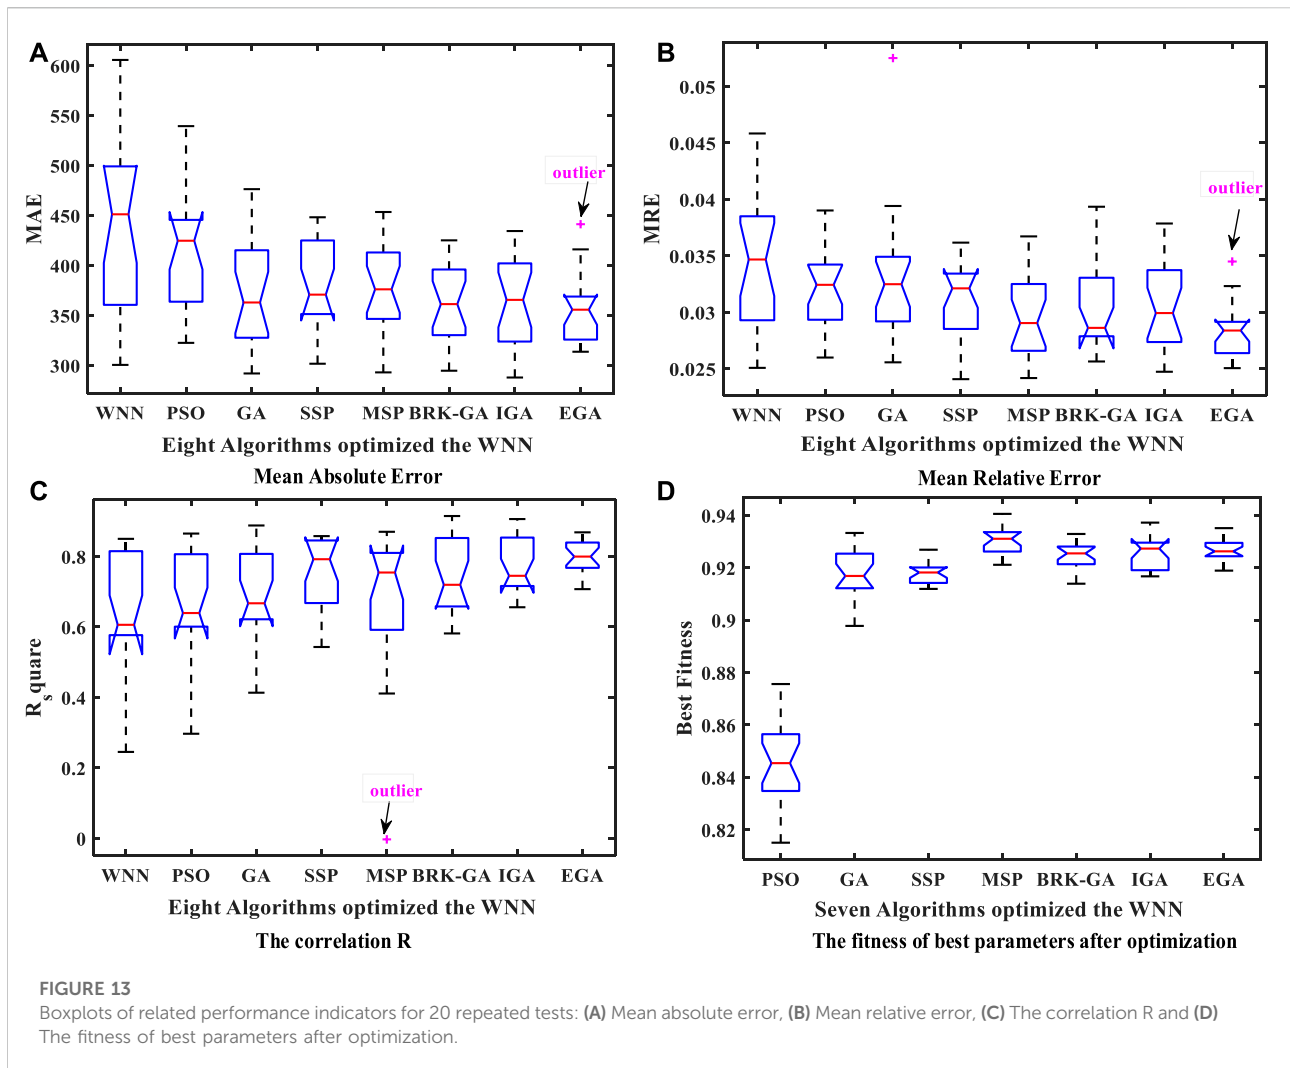 A
600
550
500
450
400
350
300
MAE
outlier
WNN PSO GA SSP MSP BRK-GA IGA EGA
Eight Algorithms optimized the WNN
Mean Absolute Error
B
0.05
0.045
0.04
0.035
0.03
0.025
MRE
outlier
WNN PSO GA SSP MSP BRK-GA IGA EGA
Eight Algorithms optimized the WNN
Mean Relative Error
C
0.8
0.6
0.4
0.2
0
R_square
outlier
WNN PSO GA SSP MSP BRK-GA IGA EGA
Eight Algorithms optimized the WNN
The correlation R
D
0.94
0.92
0.9
0.88
0.86
0.84
0.82
Best Fitness
PSO GA SSP MSP BRK-GA IGA EGA
Seven Algorithms optimized the WNN
The fitness of best parameters after optimization
FIGURE 13
Boxplots of related performance indicators for 20 repeated tests: (A) Mean absolute error, (B) Mean relative error, (C) The correlation R and (D)
The fitness of best parameters after optimization.